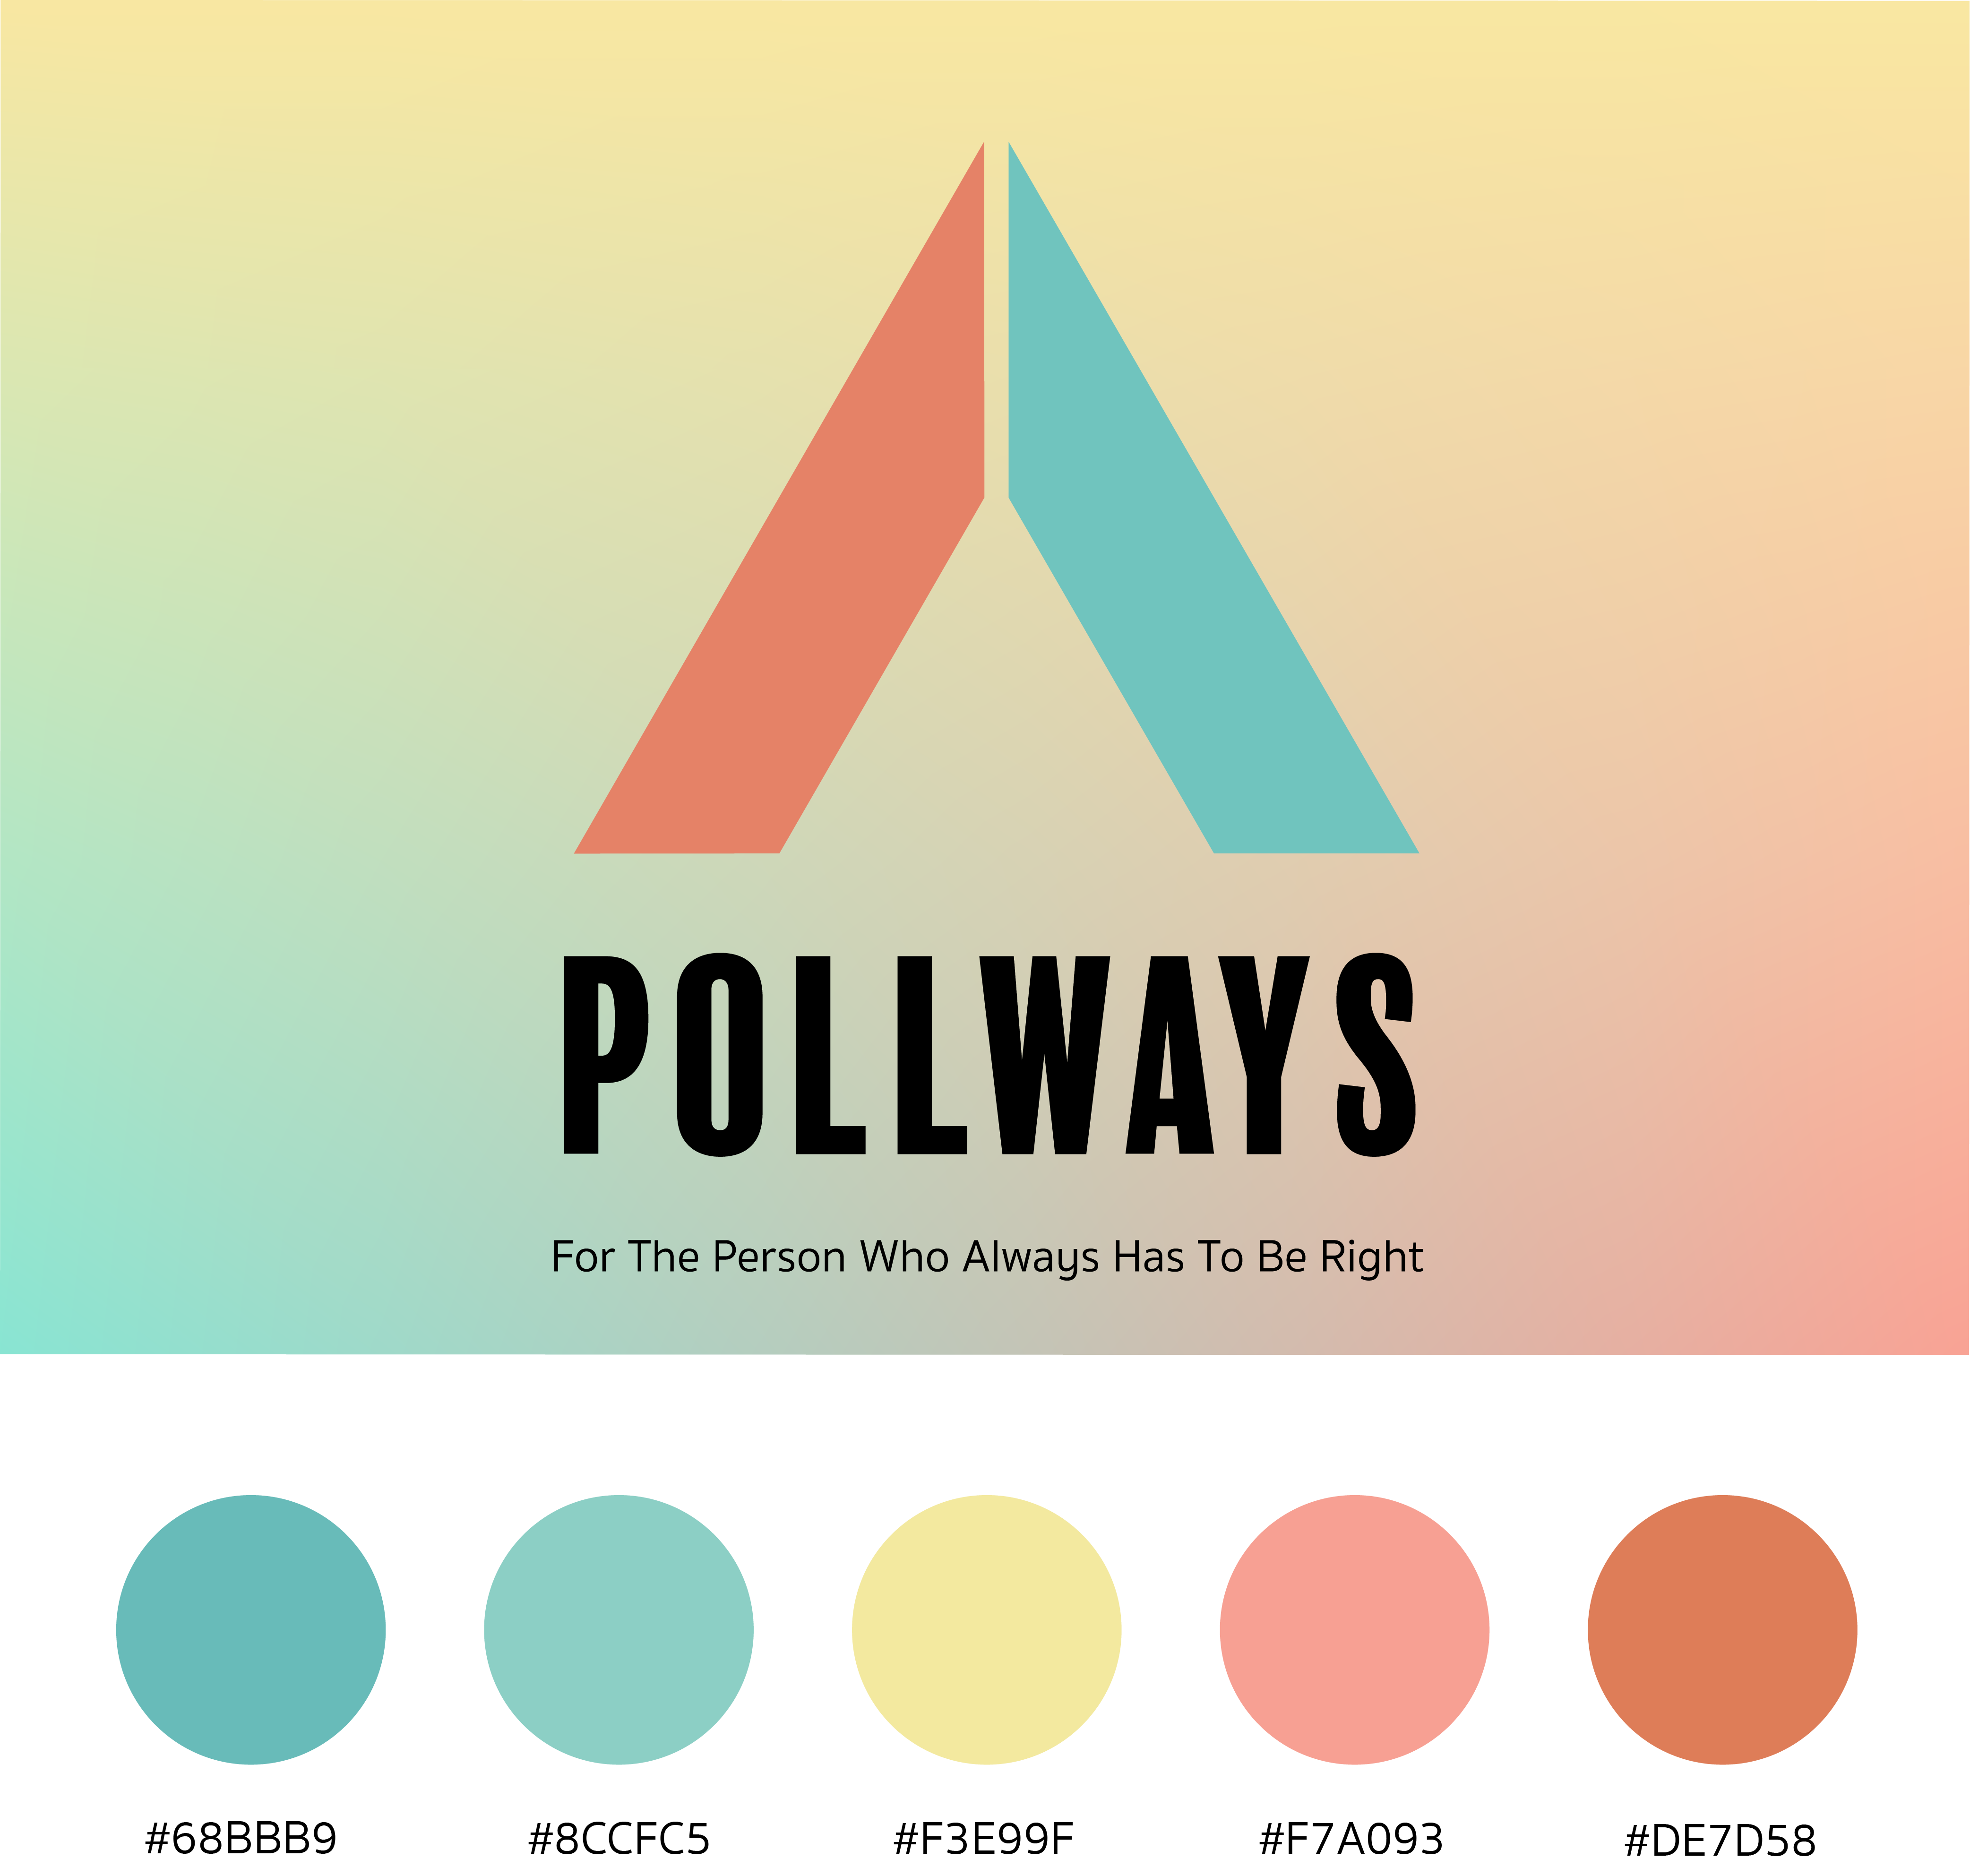 POLLWAYS
For The Person Who Always Has To Be Right
#68BBB9 #8CCFC5 #F3E99F #F7A093 #DE7D58